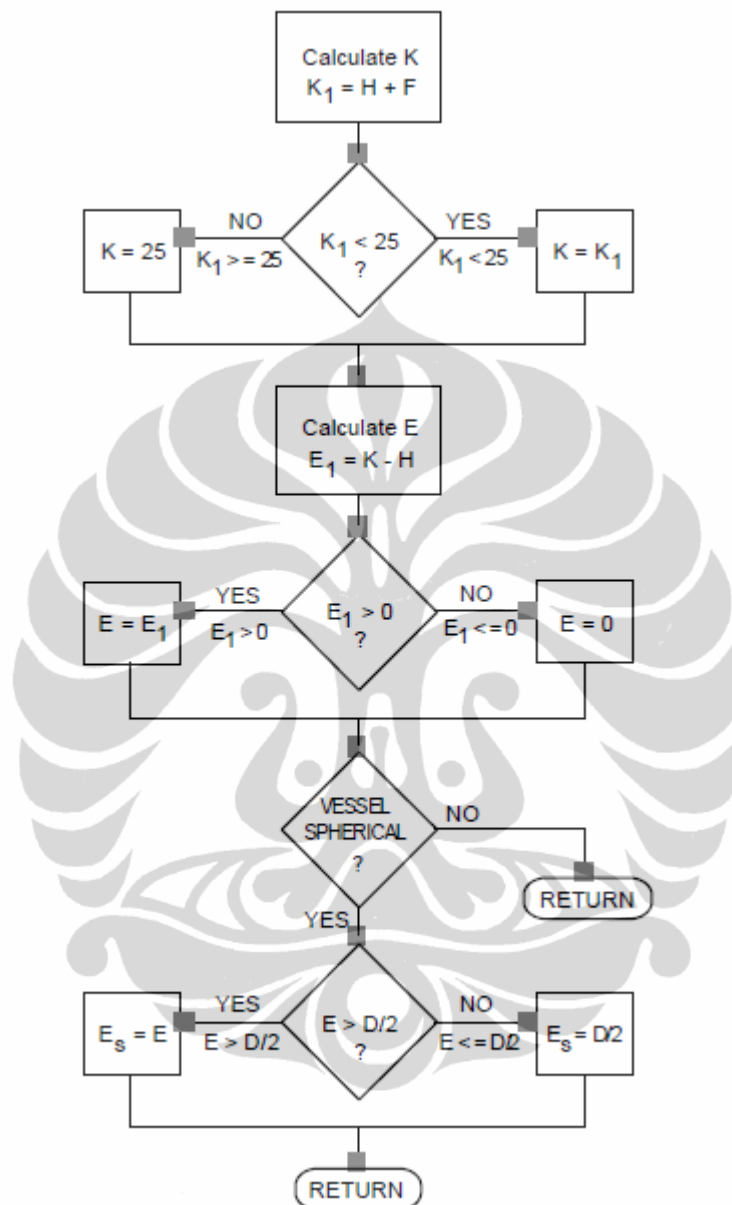 Calculate K
K₁ = H + F
NO
YES
K = 25
K₁ >= 25
K₁ < 25
?
K₁ < 25
K = K₁
Calculate E
E₁ = K - H
YES
NO
E = E₁
E₁ > 0
E₁ > 0
?
E₁ <= 0
E = 0
VESSEL
SPHERICAL
?
NO
RETURN
YES
YES
NO
Eₛ = E
E > D/2
E > D/2
?
E <= D/2
Eₛ = D/2
RETURN